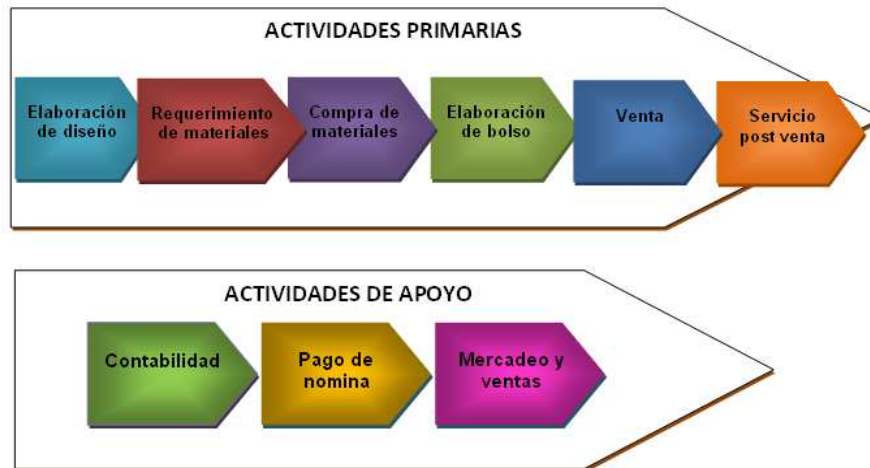 ACTIVIDADES PRIMARIAS
Elaboración
de diseño
Requerimiento
de materiales
Compra de
materiales
Elaboración
de bolso
Venta
Servicio
post venta
ACTIVIDADES DE APOYO
Contabilidad
Pago de
nomina
Mercadeo y
ventas